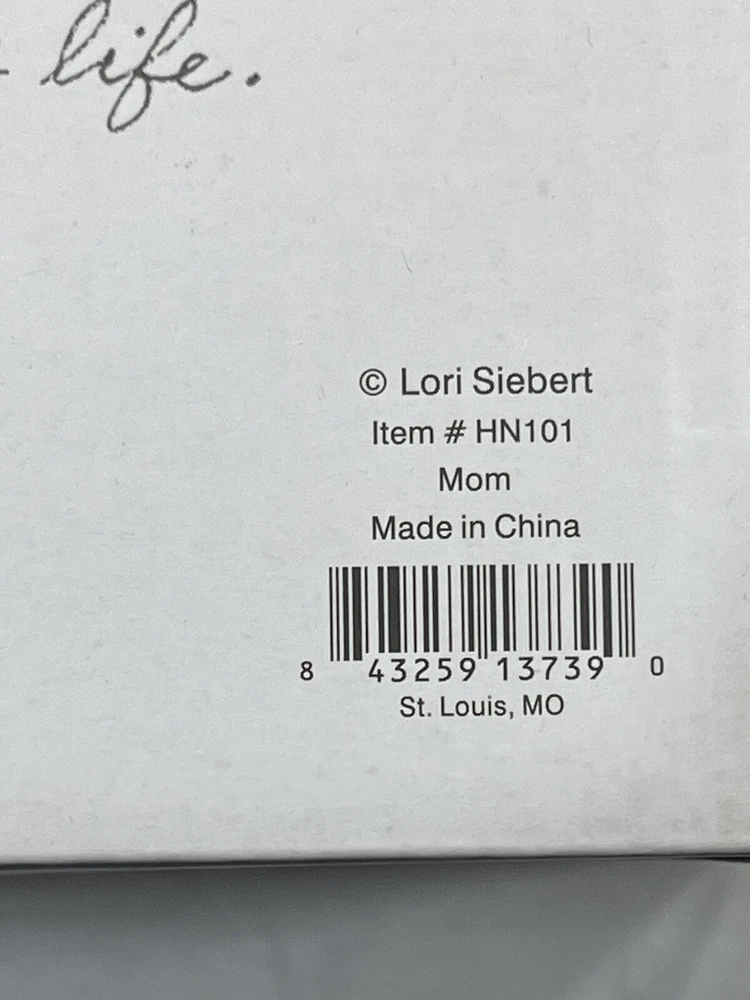 life.
© Lori Siebert
Item # HN101
Mom
Made in China
8 43259 13739 0
St. Louis, MO